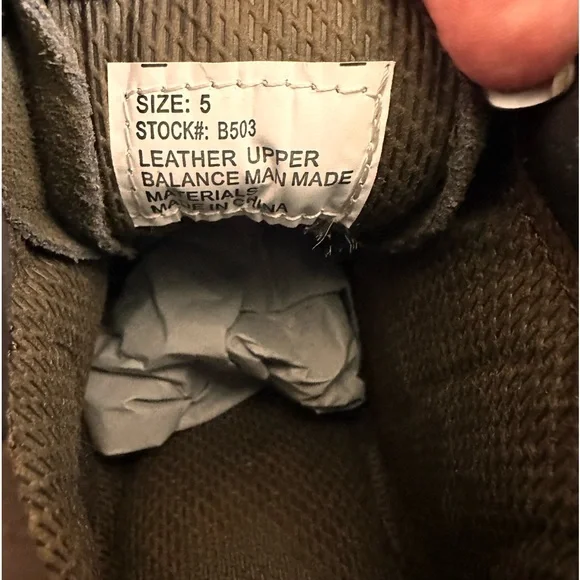 SIZE: 5
STOCK#: B503
LEATHER UPPER
BALANCE MAN MADE
MATERIALS
MADE IN CHINA